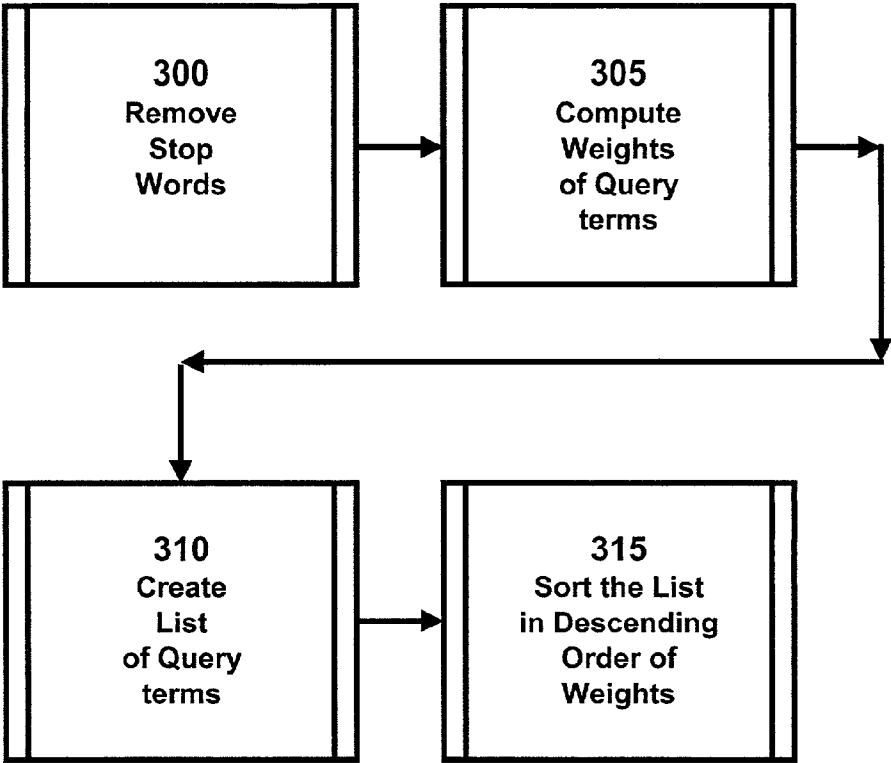 300
Remove
Stop
Words
305
Compute
Weights
of Query
terms
310
Create
List
of Query
terms
315
Sort the List
in Descending
Order of
Weights